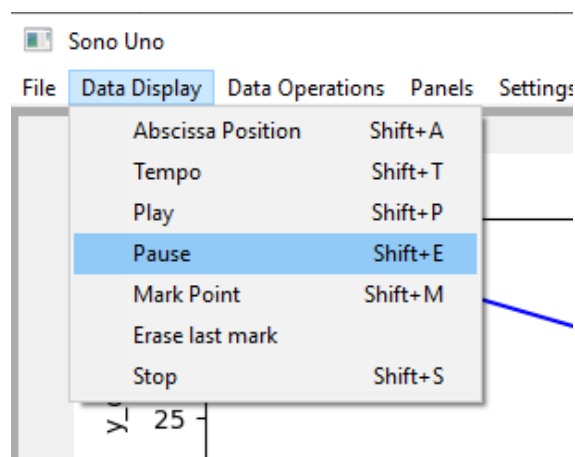 Sono Uno
File Data Display Data Operations Panels Settings
Abscissa Position Shift+A
Tempo Shift+T
Play Shift+P
Pause Shift+E
Mark Point Shift+M
Erase last mark
Stop Shift+S
25